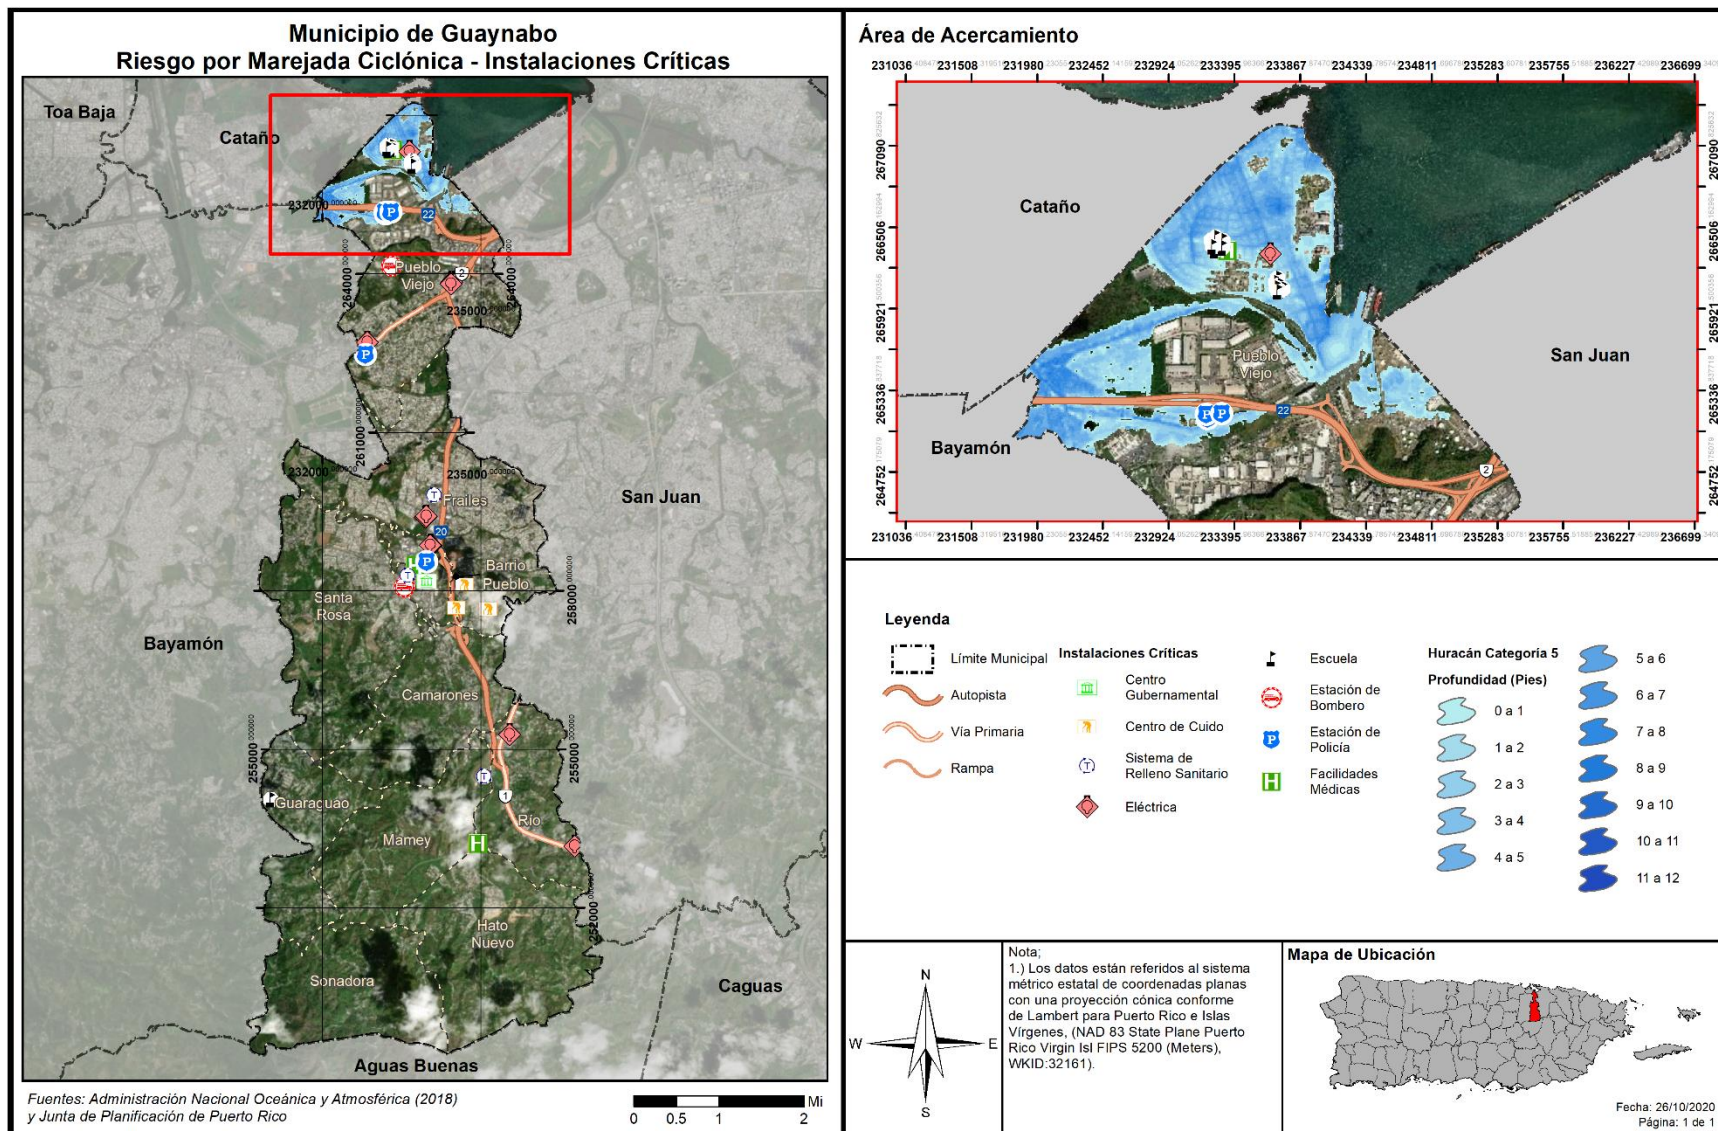 Municipio de Guaynabo
Riesgo por Marejada Ciclónica - Instalaciones Críticas
Toa Baja
Cataño
232000
22
Pueblo
Viejo
2
264000
264000
235000
261000
232000
235000
Frailes
San Juan
20
Barrio
Pueblo
Santa
Rosa
258000
Bayamón
Camarones
255000
255000
Guaraguao
1
Río
Mamey
Hato
Nuevo
252000
Sonadora
Caguas
Aguas Buenas
Fuentes: Administración Nacional Oceánica y Atmosférica (2018)
y Junta de Planificación de Puerto Rico
Mi
0 0.5 1 2
Área de Acercamiento
231036 231508 231980 232452 232924 233395 233867 234339 234811 235283 235755 236227 236699
267090 267090
Cataño
266506 266506
265921 265921
San Juan
Pueblo
Viejo
265336 265336
22
Bayamón
264752 264752
2
231036 231508 231980 232452 232924 233395 233867 234339 234811 235283 235755 236227 236699
Leyenda
Límite Municipal
Autopista
Vía Primaria
Rampa
Instalaciones Críticas
Centro
Gubernamental
Centro de Cuido
Sistema de
Relleno Sanitario
Eléctrica
Escuela
Estación de
Bombero
Estación de
Policía
Facilidades
Médicas
Huracán Categoría 5
Profundidad (Pies)
0 a 1
1 a 2
2 a 3
3 a 4
4 a 5
5 a 6
6 a 7
7 a 8
8 a 9
9 a 10
10 a 11
11 a 12
N
W E
S
Nota;
1.) Los datos están referidos al sistema
métrico estatal de coordenadas planas
con una proyección cónica conforme
de Lambert para Puerto Rico e Islas
Vírgenes, (NAD 83 State Plane Puerto
Rico Virgin Isl FIPS 5200 (Meters),
WKID:32161).
Mapa de Ubicación
Fecha: 26/10/2020
Página: 1 de 1